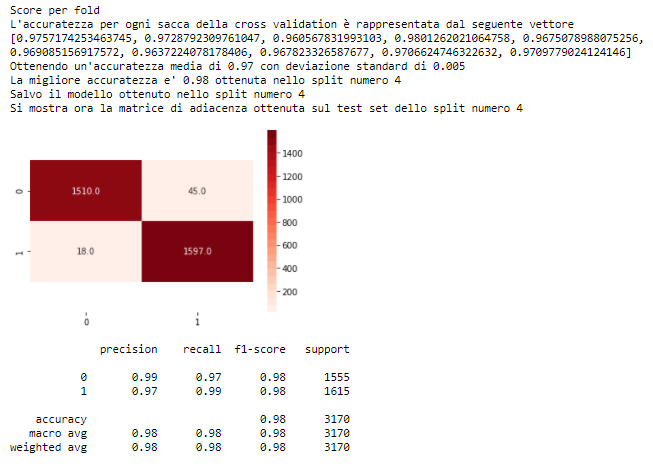 Score per fold
L'accuratezza per ogni sacca della cross validation è rappresentata dal seguente vettore
[0.9757174253463745, 0.9728792309761047, 0.960567831993103, 0.9801262021064758, 0.9675078988075256,
0.969085156917572, 0.9637224078178406, 0.967823326587677, 0.9706624746322632, 0.9709779024124146]
Ottenendo un'accuratezza media di 0.97 con deviazione standard di 0.005
La migliore accuratezza e' 0.98 ottenuta nello split numero 4
Salvo il modello ottenuto nello split numero 4
Si mostra ora la matrice di adiacenza ottenuta sul test set dello split numero 4
1400
0 1510.0 45.0 1200
1000
800
1 18.0 1597.0 600
400
200
0 1
precision recall f1-score support
0 0.99 0.97 0.98 1555
1 0.97 0.99 0.98 1615
accuracy 0.98 3170
macro avg 0.98 0.98 0.98 3170
weighted avg 0.98 0.98 0.98 3170